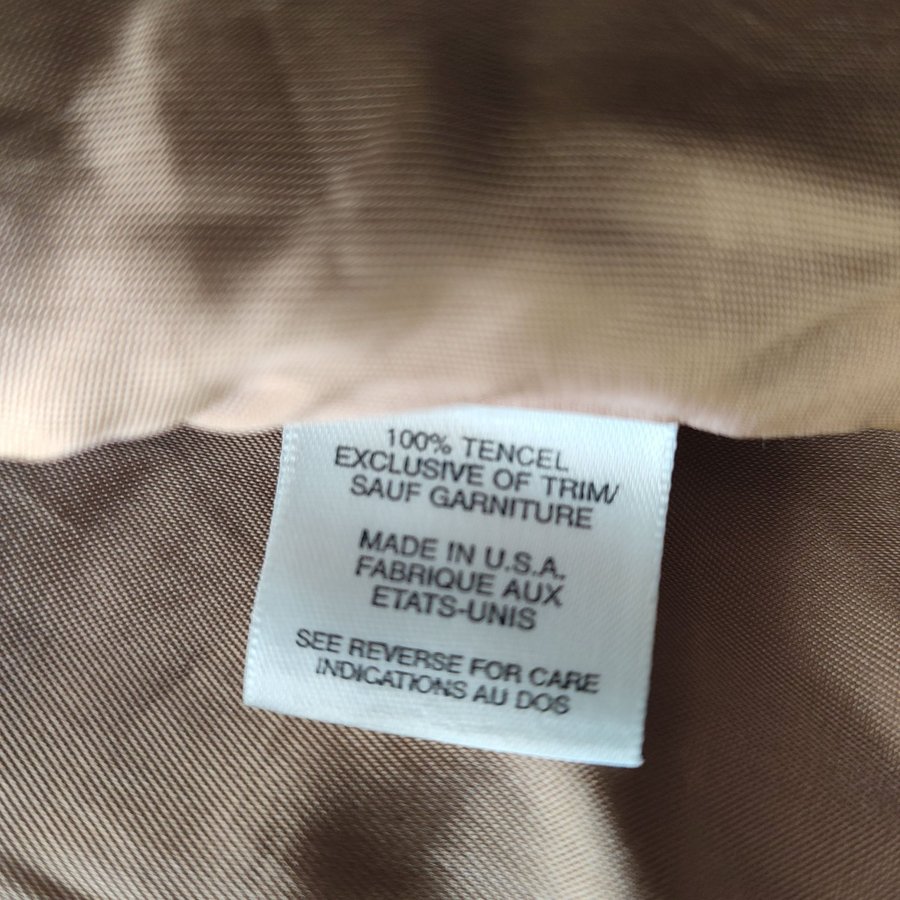 100% TENCEL
EXCLUSIVE OF TRIM/
SAUF GARNITURE
MADE IN U.S.A.
FABRIQUE AUX
ETATS-UNIS
SEE REVERSE FOR CARE
INDICATIONS AU DOS